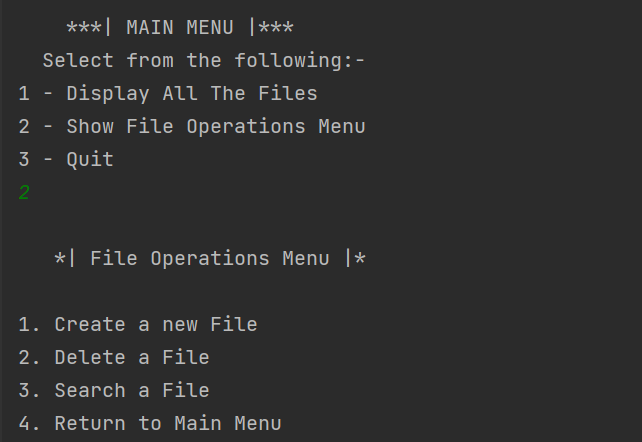 ***| MAIN MENU |***
Select from the following:-
1 - Display All The Files
2 - Show File Operations Menu
3 - Quit
2
*| File Operations Menu |*
1. Create a new File
2. Delete a File
3. Search a File
4. Return to Main Menu